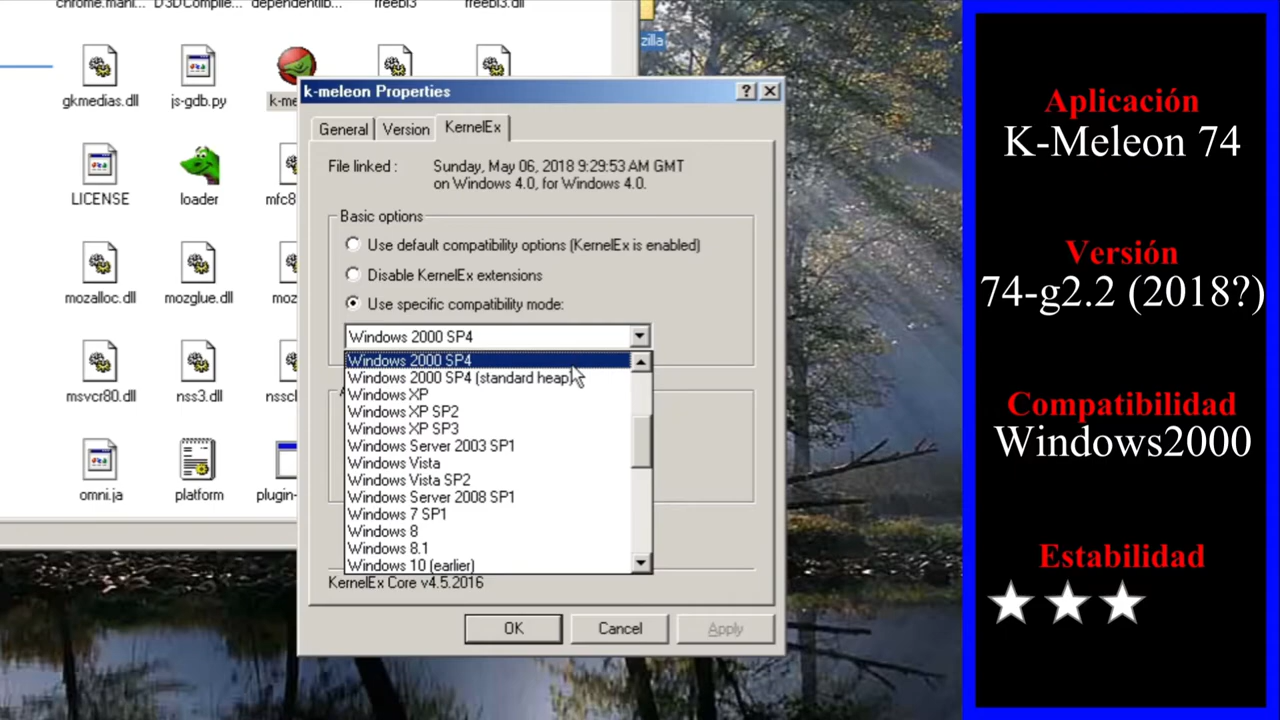 chrome.mani...
D3DCompile...
dependentlib...
freebl3
freebl3.dll
zilla
gkmedias.dll
js-gdb.py
k-me
LICENSE
loader
mfc8
mozalloc.dll
mozglue.dll
moz
msvcr80.dll
nss3.dll
nssc
omni.ja
platform
plugin-
k-meleon Properties
General
Version
KernelEx
File linked :
Sunday, May 06, 2018 9:29:53 AM GMT
on Windows 4.0, for Windows 4.0.
Basic options
Use default compatibility options (KernelEx is enabled)
Disable KernelEx extensions
Use specific compatibility mode:
Windows 2000 SP4
Windows 2000 SP4
Windows 2000 SP4 (standard heap)
Windows XP
Windows XP SP2
Windows XP SP3
Windows Server 2003 SP1
Windows Vista
Windows Vista SP2
Windows Server 2008 SP1
Windows 7 SP1
Windows 8
Windows 8.1
Windows 10 (earlier)
KernelEx Core v4.5.2016
OK
Cancel
Apply
Aplicación
K-Meleon 74
Versión
74-g2.2 (2018?)
Compatibilidad
Windows2000
Estabilidad